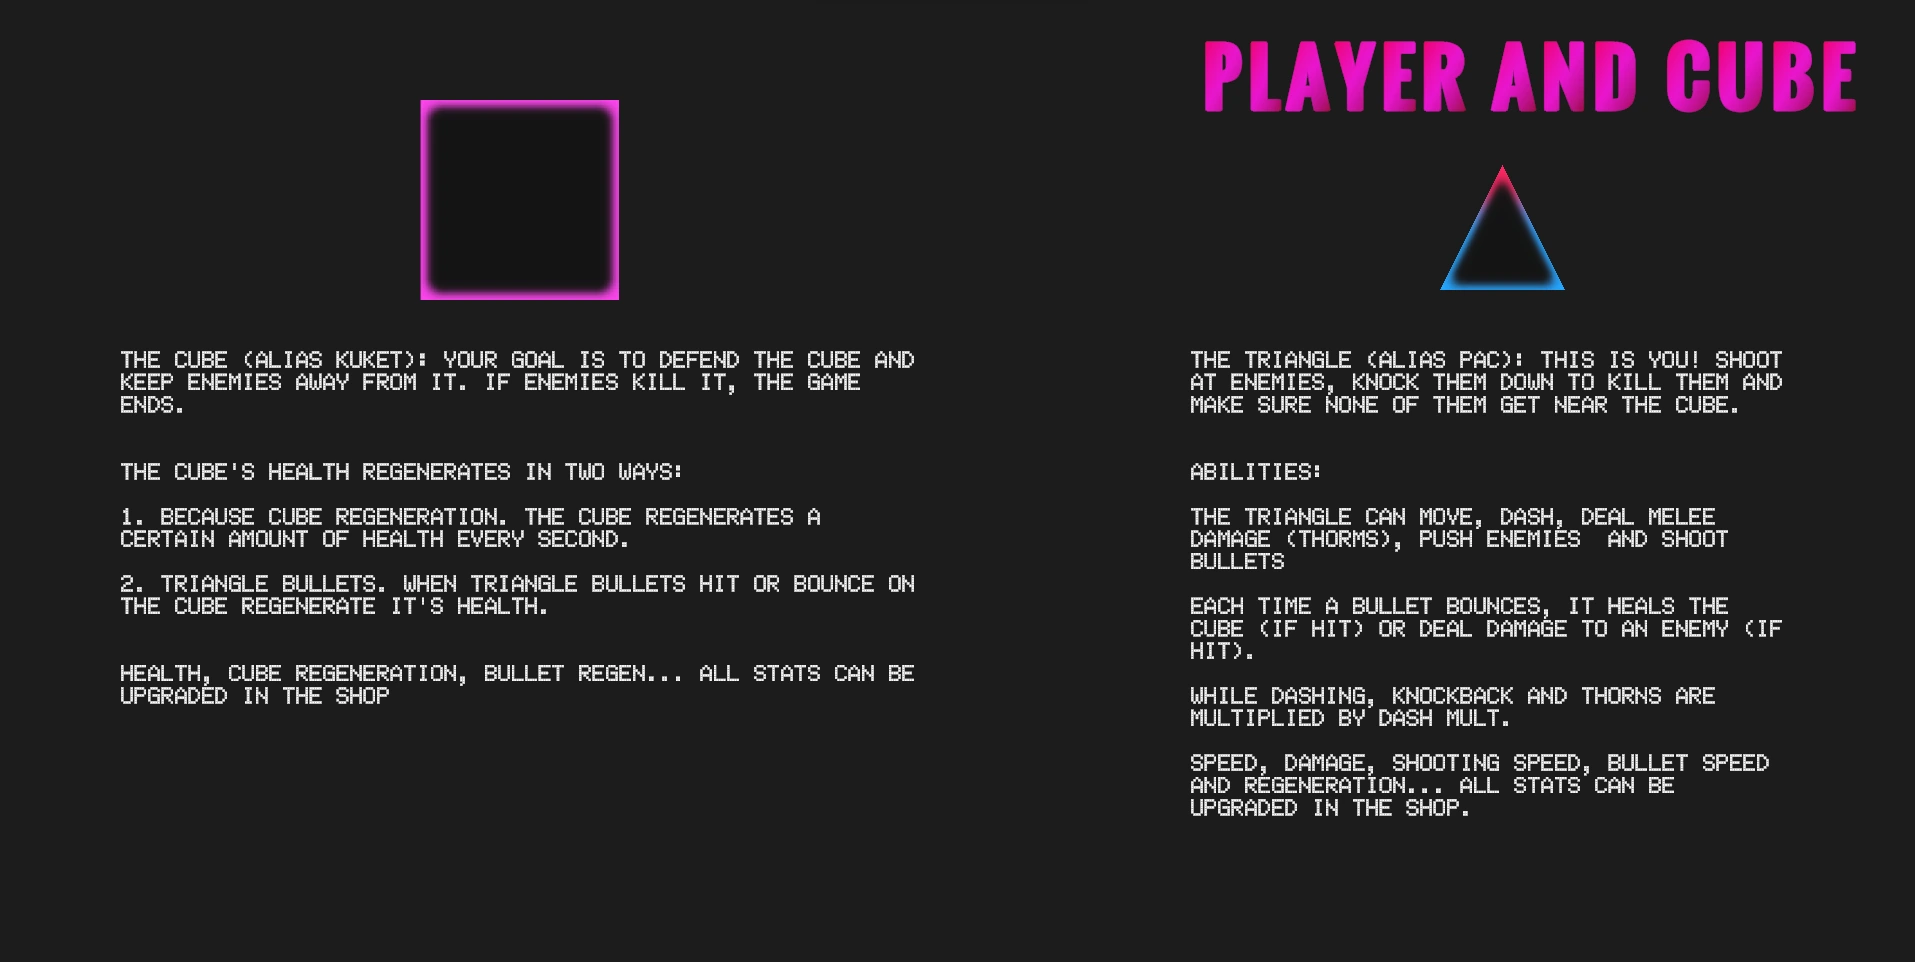 PLAYER AND CUBE
THE CUBE (ALIAS KUKET): YOUR GOAL IS TO DEFEND THE CUBE AND
KEEP ENEMIES AWAY FROM IT. IF ENEMIES KILL IT, THE GAME
ENDS.
THE CUBE'S HEALTH REGENERATES IN TWO WAYS:
1. BECAUSE CUBE REGENERATION. THE CUBE REGENERATES A
CERTAIN AMOUNT OF HEALTH EVERY SECOND.
2. TRIANGLE BULLETS. WHEN TRIANGLE BULLETS HIT OR BOUNCE ON
THE CUBE REGENERATE IT'S HEALTH.
HEALTH, CUBE REGENERATION, BULLET REGEN... ALL STATS CAN BE
UPGRADED IN THE SHOP
THE TRIANGLE (ALIAS PAC): THIS IS YOU! SHOOT
AT ENEMIES, KNOCK THEM DOWN TO KILL THEM AND
MAKE SURE NONE OF THEM GET NEAR THE CUBE.
ABILITIES:
THE TRIANGLE CAN MOVE, DASH, DEAL MELEE
DAMAGE (THORMS), PUSH ENEMIES  AND SHOOT
BULLETS
EACH TIME A BULLET BOUNCES, IT HEALS THE
CUBE (IF HIT) OR DEAL DAMAGE TO AN ENEMY (IF
HIT).
WHILE DASHING, KNOCKBACK AND THORNS ARE
MULTIPLIED BY DASH MULT.
SPEED, DAMAGE, SHOOTING SPEED, BULLET SPEED
AND REGENERATION... ALL STATS CAN BE
UPGRADED IN THE SHOP.